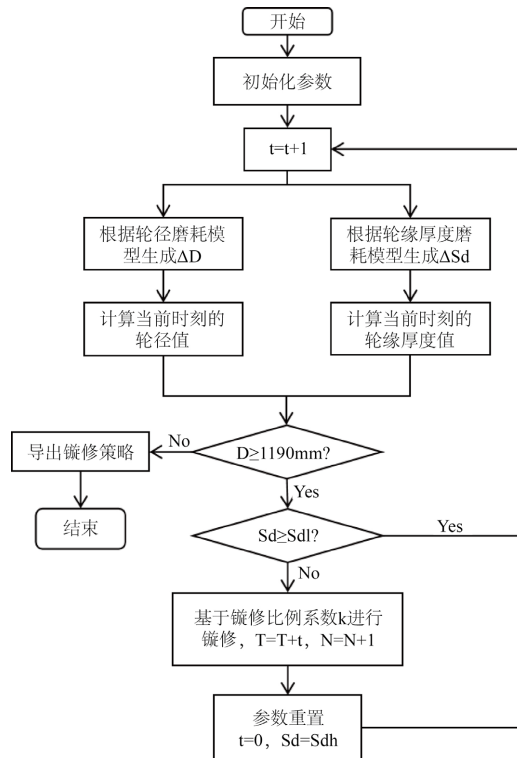 开始
初始化参数
t=t+1
根据轮径磨耗模
型生成ΔD
根据轮缘厚度磨
耗模型生成ΔSd
计算当前时刻的
轮径值
计算当前时刻的
轮缘厚度值
D≥1190mm?
No
导出镟修策略
结束
Yes
Sd≥Sdl?
Yes
No
基于镟修比例系数k进行
镟修，T=T+t，N=N+1
参数重置
t=0，Sd=Sdh